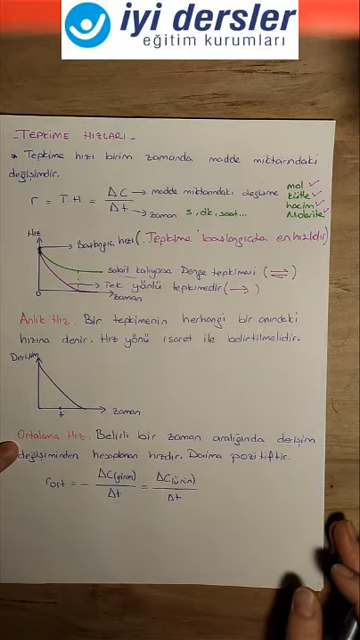 iyi dersler
eğitim kurumları
-TEPKİME HIZLARI-
* Tepkime hızı birim zamanda madde miktarındaki
değişimdir.
r = T.H = ΔC/Δt → madde miktarındaki değişme
→ zaman s, dk, saat...
mol ✓
kütle ✓
hacim ✓
Molarite ✓
Hız
→ Başlangıç hızı (Tepkime başlangıçta en hızlıdır)
→ sabit kalıyorsa Denge tepkimesi (⇌)
→ Tek yönlü tepkimedir (→)
zaman
Anlık Hız: Bir tepkimenin herhangi bir anındaki
hızına denir. Hız yönü işaret ile belirtilmelidir.
Derişim
t
zaman
Ortalama Hız: Belirli bir zaman aralığında derişim
değişiminden hesaplanan hızdır. Daima pozitiftir.
rort = - ΔC(giren)/Δt = ΔC(ürün)/Δt